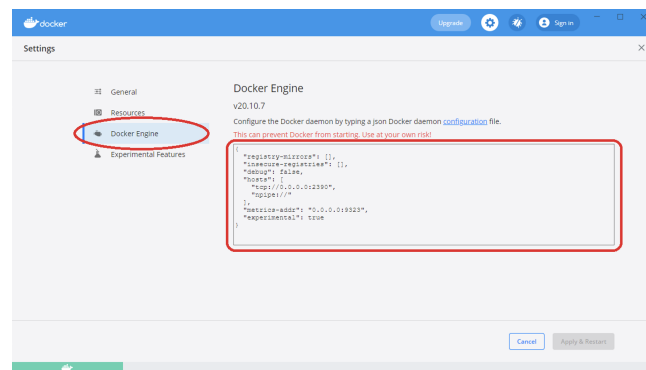 docker
Upgrade
Sign in
Settings
General
Resources
Docker Engine
Experimental Features
Docker Engine
v20.10.7
Configure the Docker daemon by typing a json Docker daemon configuration file.
This can prevent Docker from starting. Use at your own risk!
{
"registry-mirrors": [],
"insecure-registries": [],
"debug": false,
"hosts": [
"tcp://0.0.0.0:2380",
"npipe://"
],
"metrics-addr": "0.0.0.0:9323",
"experimental": true
}
Cancel
Apply & Restart